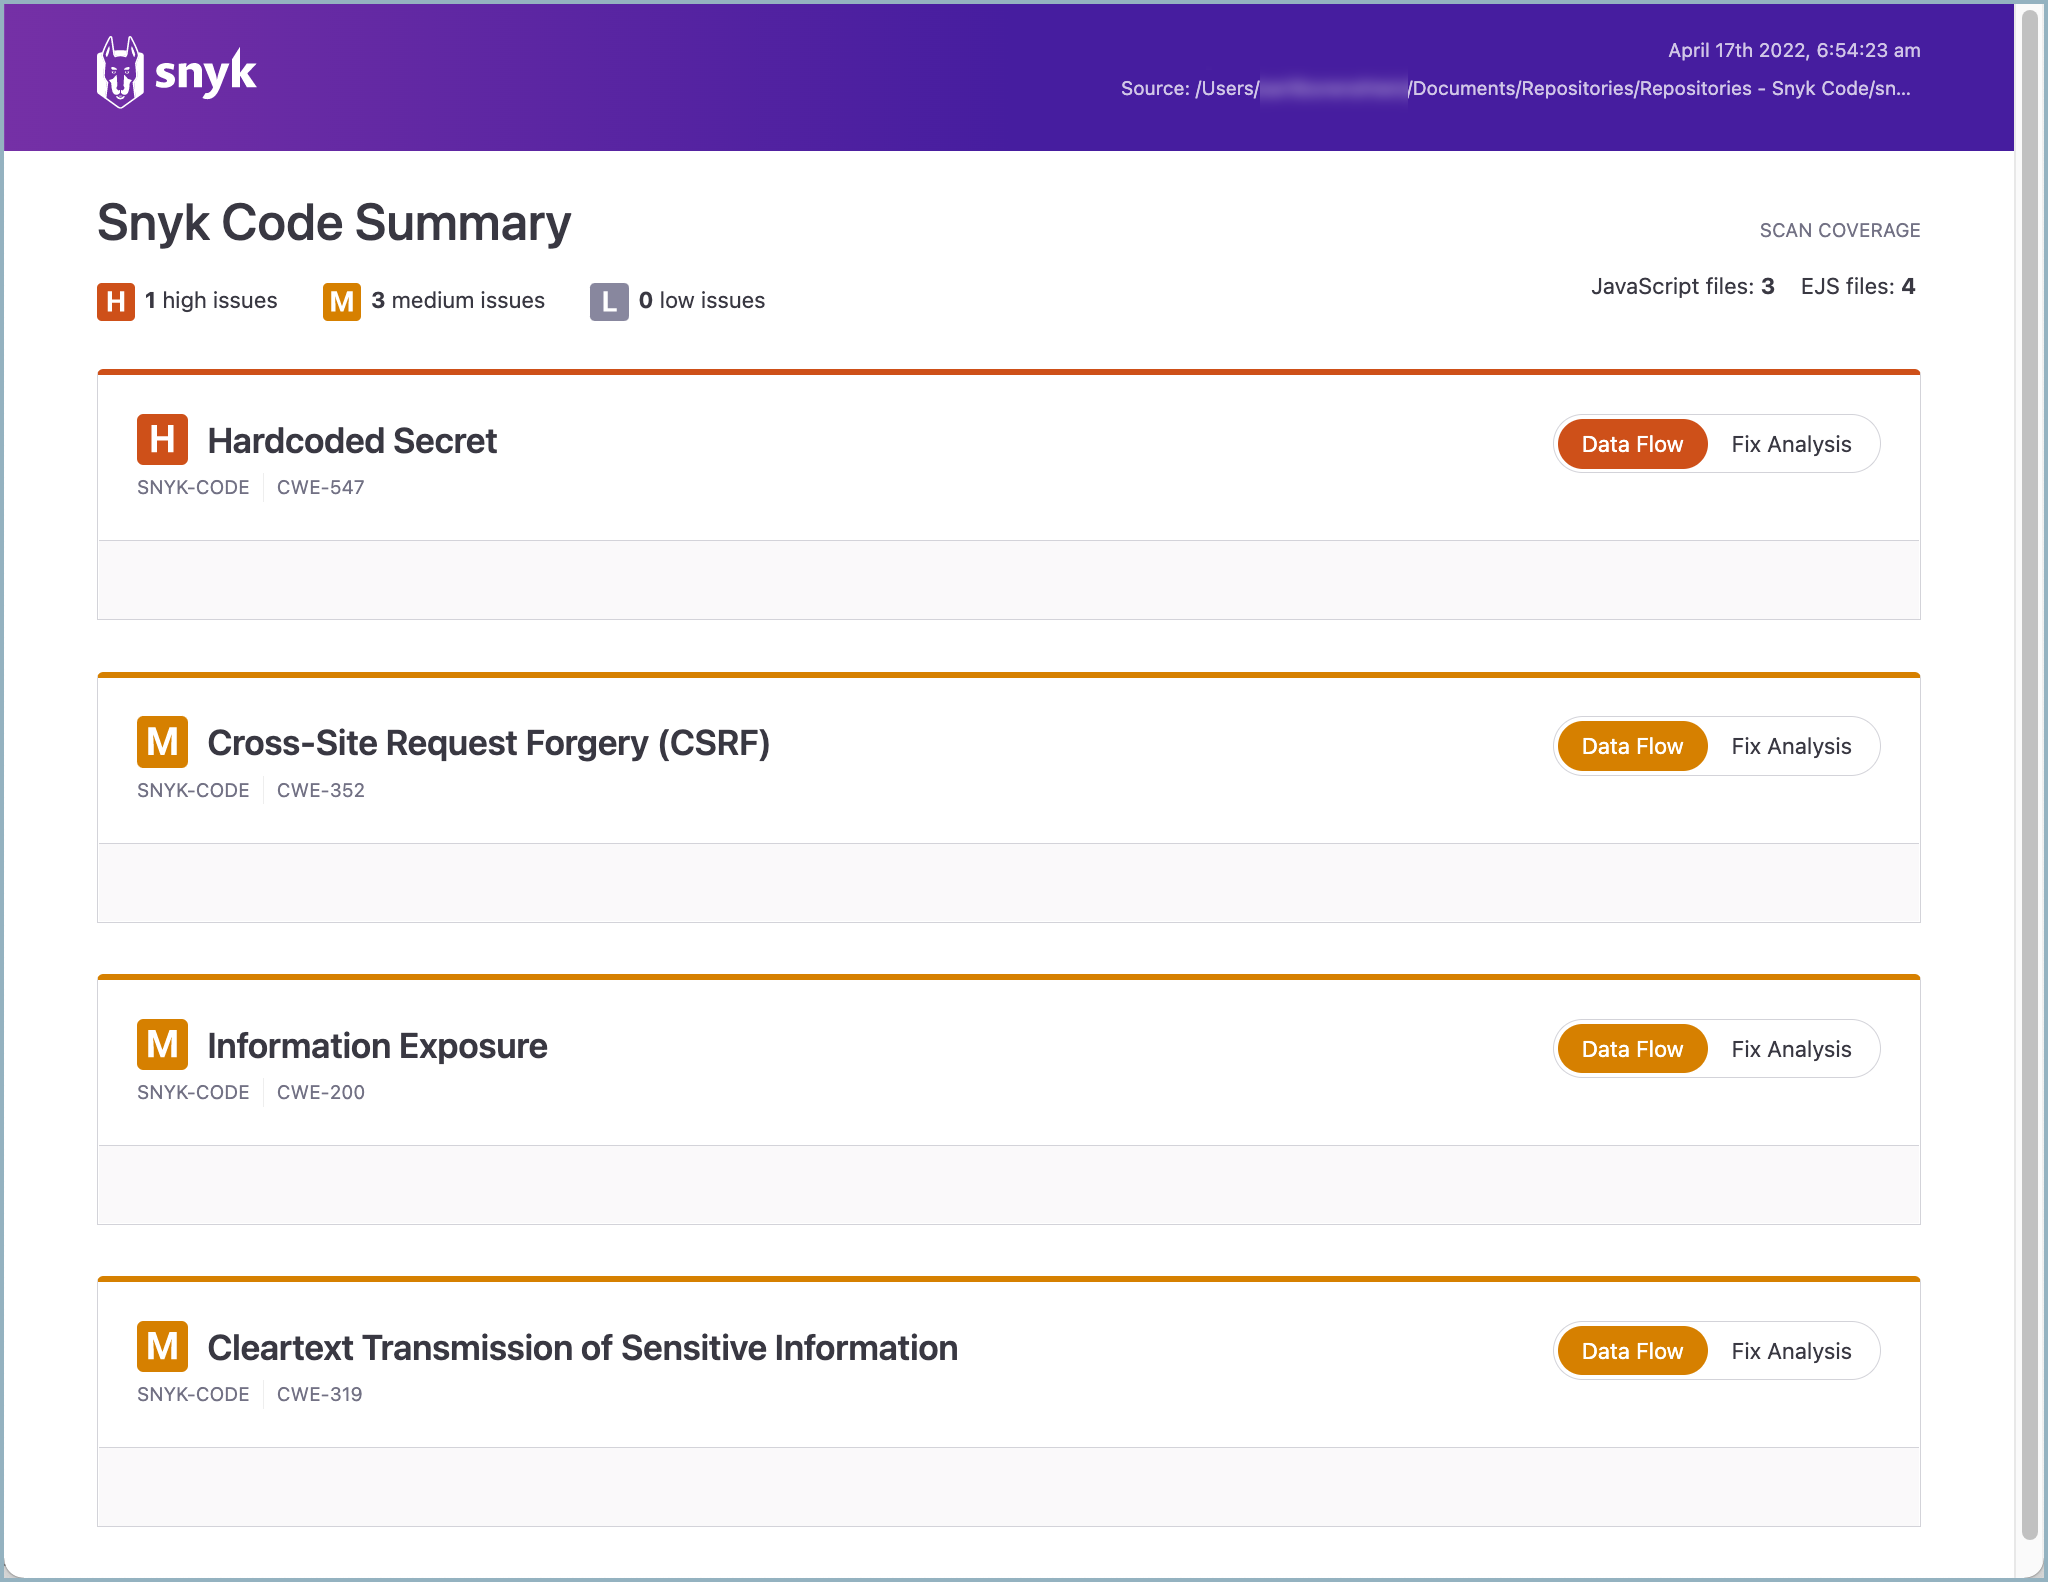 snyk
April 17th 2022, 6:54:23 am
Source: /Users/ /Documents/Repositories/Repositories - Snyk Code/sn...
Snyk Code Summary
SCAN COVERAGE
H 1 high issues M 3 medium issues L 0 low issues
JavaScript files: 3 EJS files: 4
H Hardcoded Secret
Data Flow Fix Analysis
SNYK-CODE CWE-547
M Cross-Site Request Forgery (CSRF)
Data Flow Fix Analysis
SNYK-CODE CWE-352
M Information Exposure
Data Flow Fix Analysis
SNYK-CODE CWE-200
M Cleartext Transmission of Sensitive Information
Data Flow Fix Analysis
SNYK-CODE CWE-319